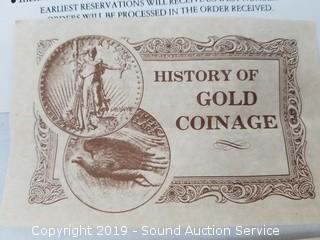 EARLIEST RESERVATIONS WILL RECEIVE
ORDERS WILL BE PROCESSED IN THE ORDER RECEIVED.
HISTORY OF
GOLD
COINAGE
Copyright 2019 - Sound Auction Service